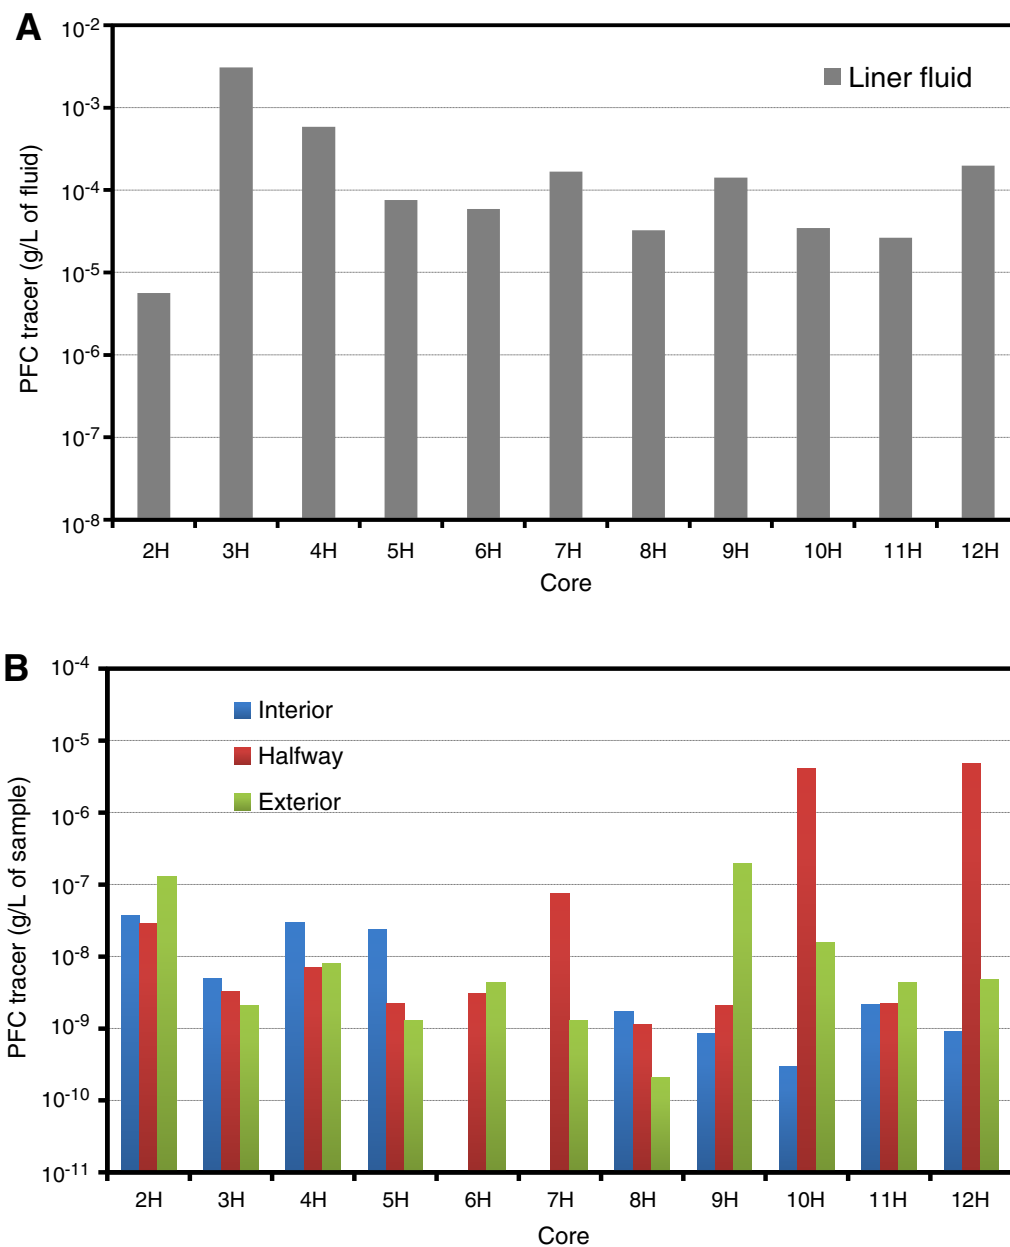 A
PFC tracer (g/L of fluid)
10-2
10-3
10-4
10-5
10-6
10-7
10-8
Liner fluid
2H 3H 4H 5H 6H 7H 8H 9H 10H 11H 12H
Core
B
PFC tracer (g/L of sample)
10-4
10-5
10-6
10-7
10-8
10-9
10-10
10-11
Interior
Halfway
Exterior
2H 3H 4H 5H 6H 7H 8H 9H 10H 11H 12H
Core